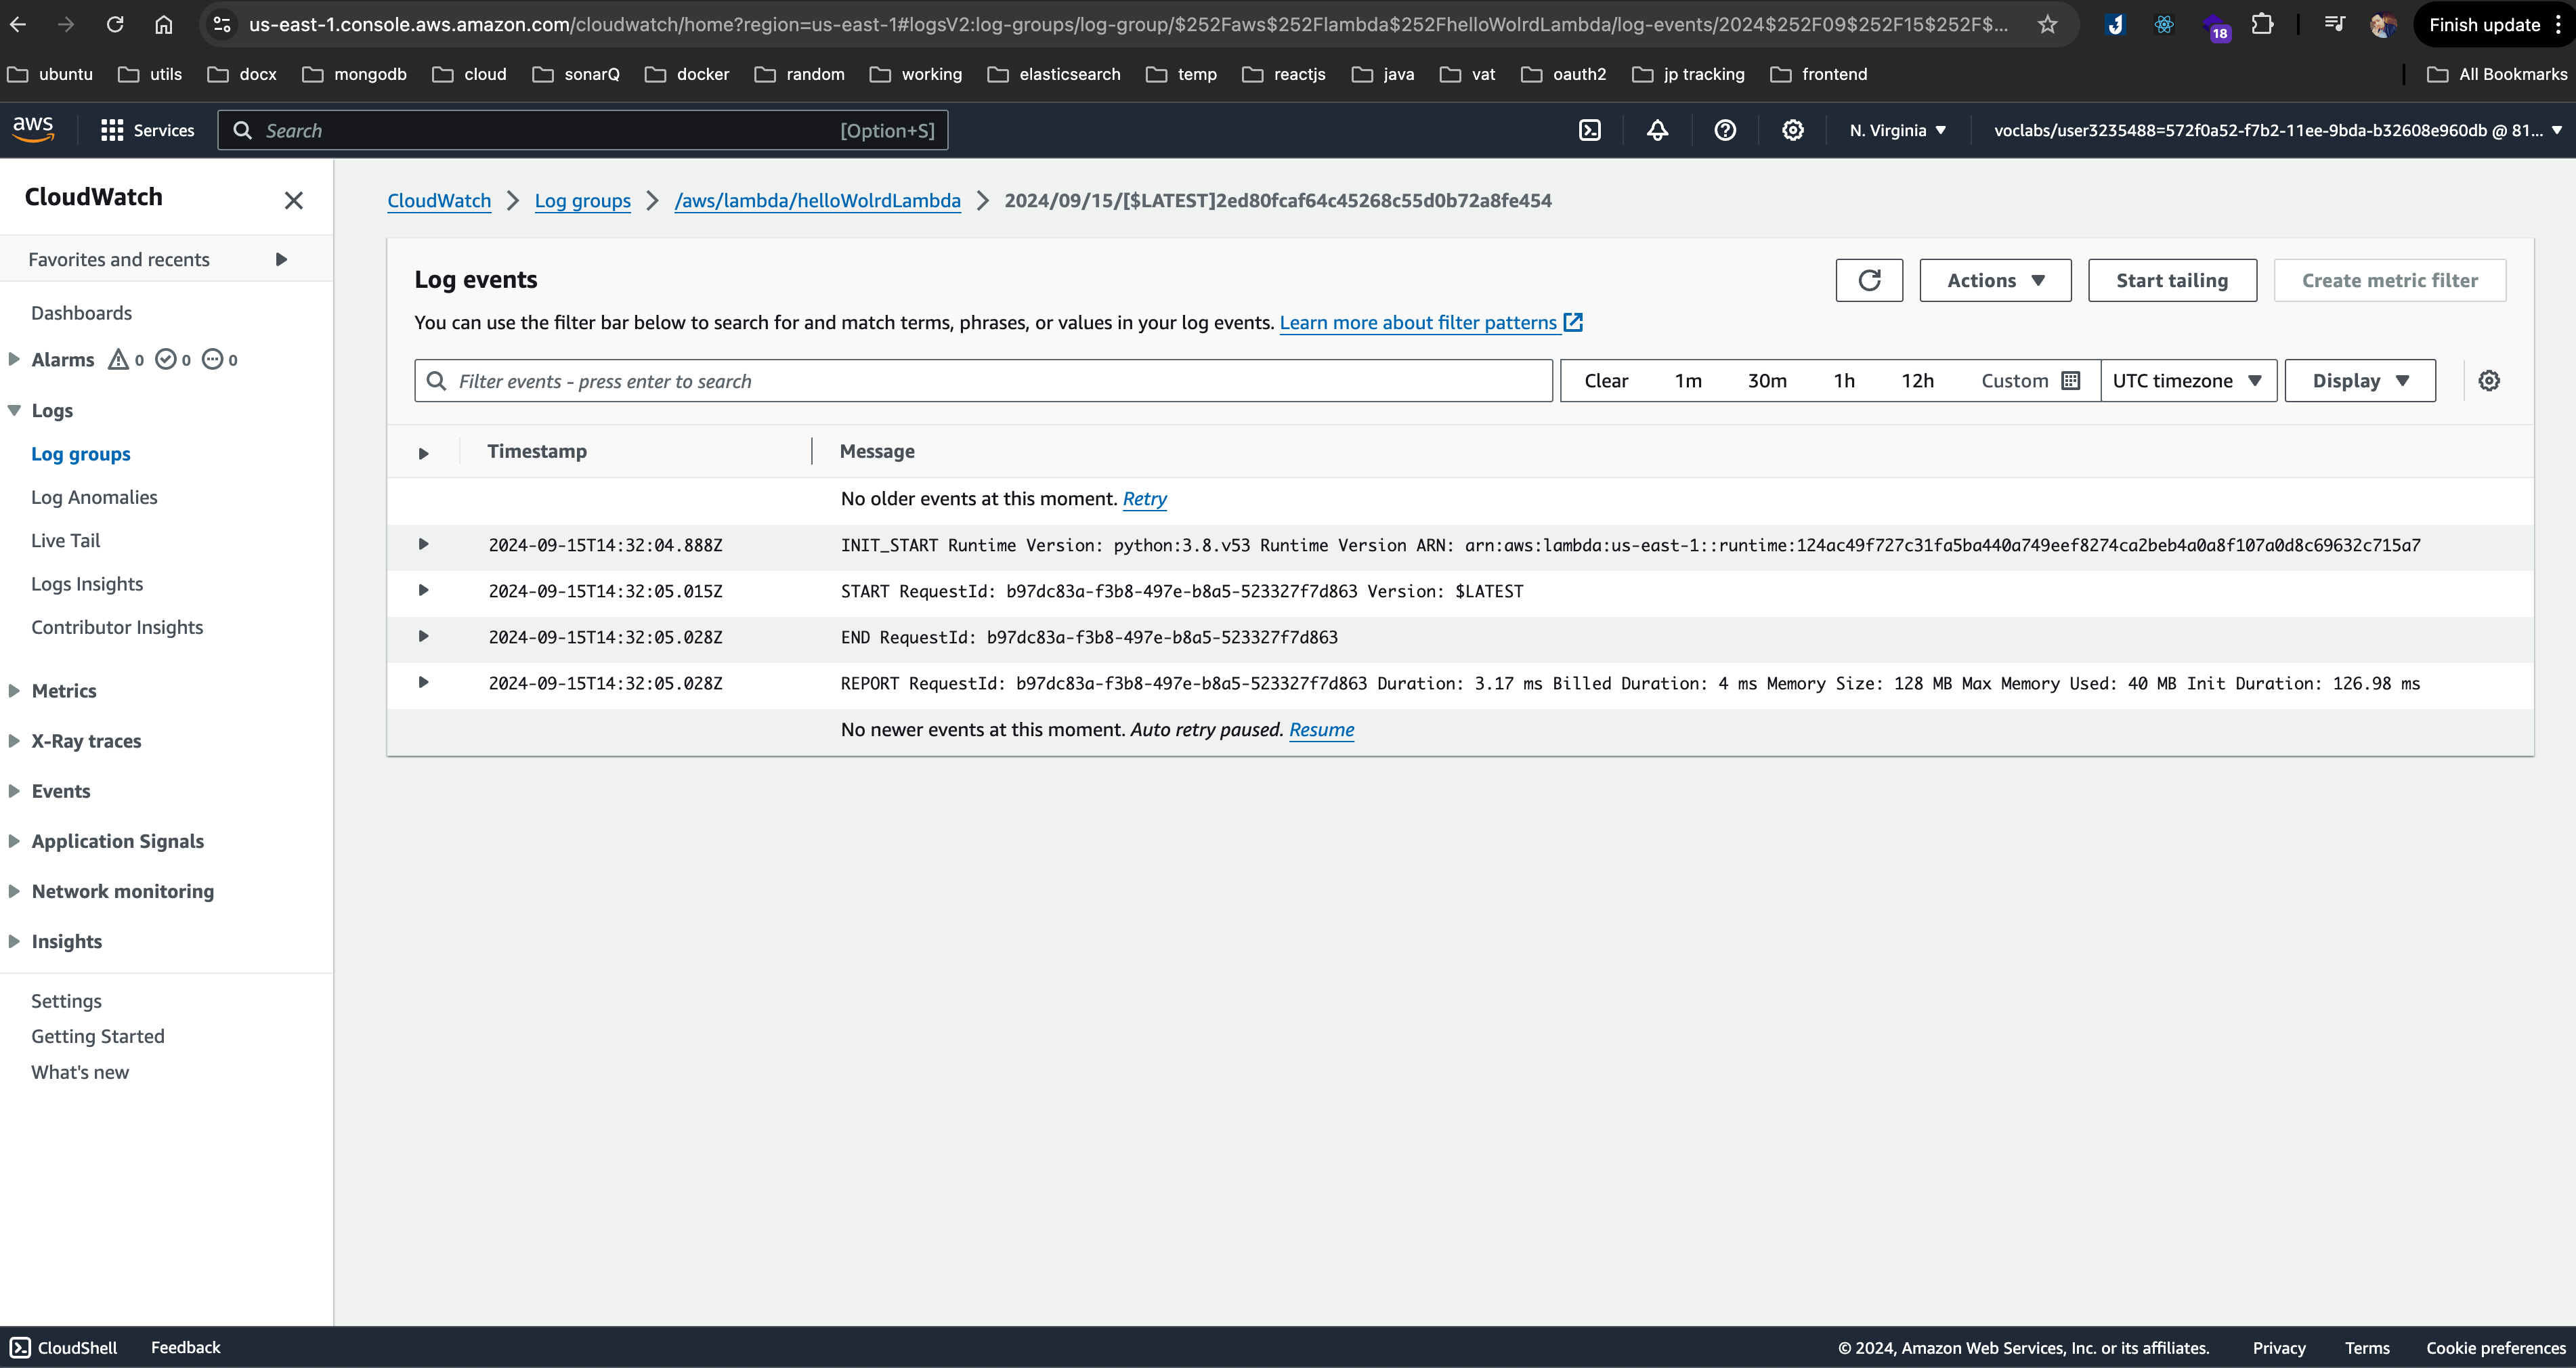 us-east-1.console.aws.amazon.com/cloudwatch/home?region=us-east-1#logsV2:log-groups/log-group/$252Faws$252Flambda$252FhelloWolrdLambda/log-events/2024$252F09$252F15$252F$...
18
Finish update
ubuntu utils docx mongodb cloud sonarQ docker random working elasticsearch temp reactjs java vat oauth2 jp tracking frontend All Bookmarks
aws Services Search [Option+S] N. Virginia voclabs/user3235488=572f0a52-f7b2-11ee-9bda-b32608e960db @ 81...
CloudWatch
Favorites and recents
Dashboards
Alarms 0 0 0
Logs
Log groups
Log Anomalies
Live Tail
Logs Insights
Contributor Insights
Metrics
X-Ray traces
Events
Application Signals
Network monitoring
Insights
Settings
Getting Started
What's new
CloudWatch Log groups /aws/lambda/helloWolrdLambda 2024/09/15/[$LATEST]2ed80fcaf64c45268c55d0b72a8fe454
Log events
Actions Start tailing Create metric filter
You can use the filter bar below to search for and match terms, phrases, or values in your log events. Learn more about filter patterns
Filter events - press enter to search
Clear 1m 30m 1h 12h Custom UTC timezone Display
Timestamp Message
No older events at this moment. Retry
2024-09-15T14:32:04.888Z INIT_START Runtime Version: python:3.8.v53 Runtime Version ARN: arn:aws:lambda:us-east-1::runtime:124ac49f727c31fa5ba440a749eef8274ca2beb4a0a8f107a0d8c69632c715a7
2024-09-15T14:32:05.015Z START RequestId: b97dc83a-f3b8-497e-b8a5-523327f7d863 Version: $LATEST
2024-09-15T14:32:05.028Z END RequestId: b97dc83a-f3b8-497e-b8a5-523327f7d863
2024-09-15T14:32:05.028Z REPORT RequestId: b97dc83a-f3b8-497e-b8a5-523327f7d863 Duration: 3.17 ms Billed Duration: 4 ms Memory Size: 128 MB Max Memory Used: 40 MB Init Duration: 126.98 ms
No newer events at this moment. Auto retry paused. Resume
CloudShell Feedback © 2024, Amazon Web Services, Inc. or its affiliates. Privacy Terms Cookie preferences